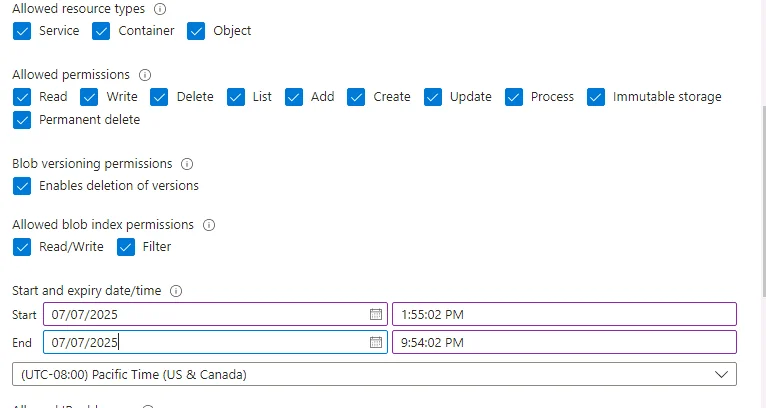 Allowed resource types
Service Container Object
Allowed permissions
Read Write Delete List Add Create Update Process Immutable storage
Permanent delete
Blob versioning permissions
Enables deletion of versions
Allowed blob index permissions
Read/Write Filter
Start and expiry date/time
Start 07/07/2025 1:55:02 PM
End 07/07/2025 9:54:02 PM
(UTC-08:00) Pacific Time (US & Canada)